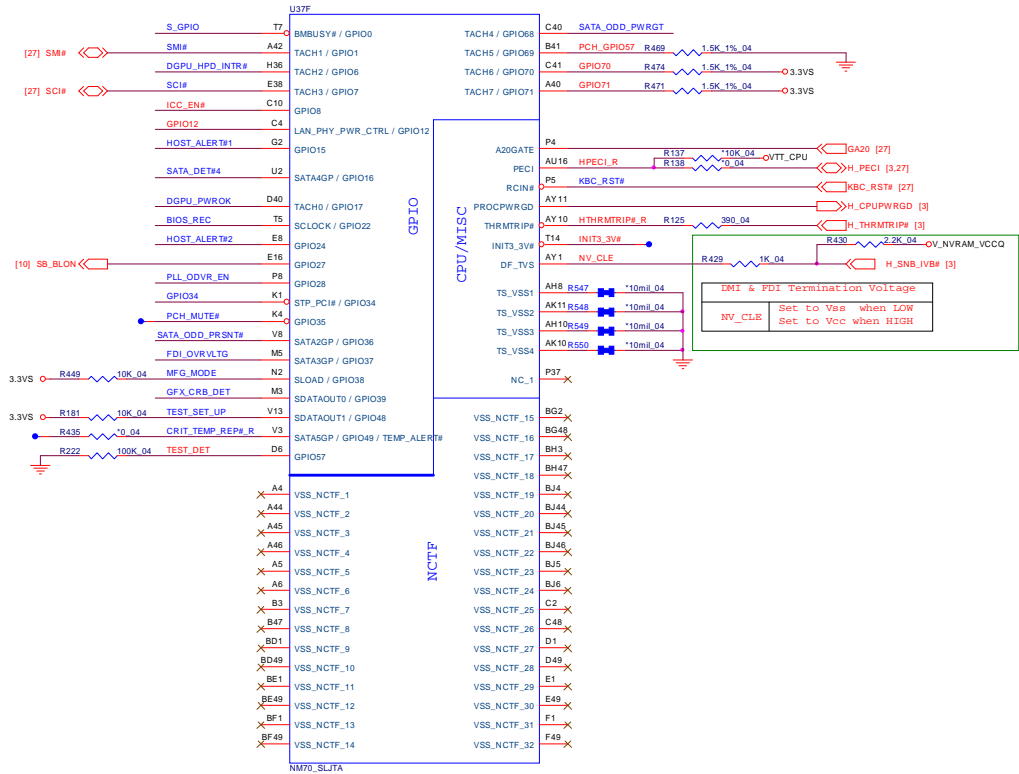 U37F
S_GPIO T7 BMBUSY# / GPIO0
[27] SMI# SMI# A42 TACH1 / GPIO1
DGPU_HPD_INTR# H36 TACH2 / GPIO6
[27] SCI# SCI# E38 TACH3 / GPIO7
ICC_EN# C10 GPIO8
GPIO12 C4 LAN_PHY_PWR_CTRL / GPIO12
HOST_ALERT#1 G2 GPIO15
SATA_DET#4 U2 SATA4GP / GPIO16
DGPU_PWROK D40 TACH0 / GPIO17
BIOS_REC T5 SCLOCK / GPIO22
HOST_ALERT#2 E8 GPIO24
[10] SB_BLON E16 GPIO27
PLL_ODVR_EN P8 GPIO28
GPIO34 K1 STP_PCI# / GPIO34
PCH_MUTE# K4 GPIO35
SATA_ODD_PRSNT# V8 SATA2GP / GPIO36
FDI_OVRVLTG M5 SATA3GP / GPIO37
3.3VS R449 10K_04 MFG_MODE N2 SLOAD / GPIO38
GFX_CRB_DET M3 SDATAOUT0 / GPIO39
3.3VS R181 10K_04 TEST_SET_UP V13 SDATAOUT1 / GPIO48
R435 *0_04 CRIT_TEMP_REP#_R V3 SATA5GP / GPIO49 / TEMP_ALERT#
R222 100K_04 TEST_DET D6 GPIO57
A4 VSS_NCTF_1
A44 VSS_NCTF_2
A45 VSS_NCTF_3
A46 VSS_NCTF_4
A5 VSS_NCTF_5
A6 VSS_NCTF_6
B3 VSS_NCTF_7
B47 VSS_NCTF_8
BD1 VSS_NCTF_9
BD49 VSS_NCTF_10
BE1 VSS_NCTF_11
BE49 VSS_NCTF_12
BF1 VSS_NCTF_13
BF49 VSS_NCTF_14
GPIO
CPU/MISC
NCTF
TACH4 / GPIO68 C40 SATA_ODD_PWRGT
TACH5 / GPIO69 B41 PCH_GPIO57 R469 1.5K_1%_04
TACH6 / GPIO70 C41 GPIO70 R474 1.5K_1%_04 3.3VS
TACH7 / GPIO71 A40 GPIO71 R471 1.5K_1%_04 3.3VS
A20GATE P4 GA20 [27]
R137 *10K_04 VTT_CPU
PECI AU16 HPECI_R R138 *0_04 H_PECI [3,27]
RCIN# P5 KBC_RST# KBC_RST# [27]
PROCPWRGD AY11 H_CPUPWRGD [3]
THRMTRIP# AY10 HTHRMTRIP#_R R125 390_04 H_THRMTRIP# [3]
INIT3_3V# T14 INIT3_3V#
R430 2.2K_04 V_NVRAM_VCCQ
DF_TVS AY1 NV_CLE R429 1K_04 H_SNB_IVB# [3]
TS_VSS1 AH8 R547 *10mil_04
TS_VSS2 AK11 R548 *10mil_04
TS_VSS3 AH10 R549 *10mil_04
TS_VSS4 AK10 R550 *10mil_04
DMI & FDI Termination Voltage
NV_CLE
Set to Vss when LOW
Set to Vcc when HIGH
NC_1 P37
VSS_NCTF_15 BG2
VSS_NCTF_16 BG48
VSS_NCTF_17 BH3
VSS_NCTF_18 BH47
VSS_NCTF_19 BJ4
VSS_NCTF_20 BJ44
VSS_NCTF_21 BJ45
VSS_NCTF_22 BJ46
VSS_NCTF_23 BJ5
VSS_NCTF_24 BJ6
VSS_NCTF_25 C2
VSS_NCTF_26 C48
VSS_NCTF_27 D1
VSS_NCTF_28 D49
VSS_NCTF_29 E1
VSS_NCTF_30 E49
VSS_NCTF_31 F1
VSS_NCTF_32 F49
NM70_SLJTA